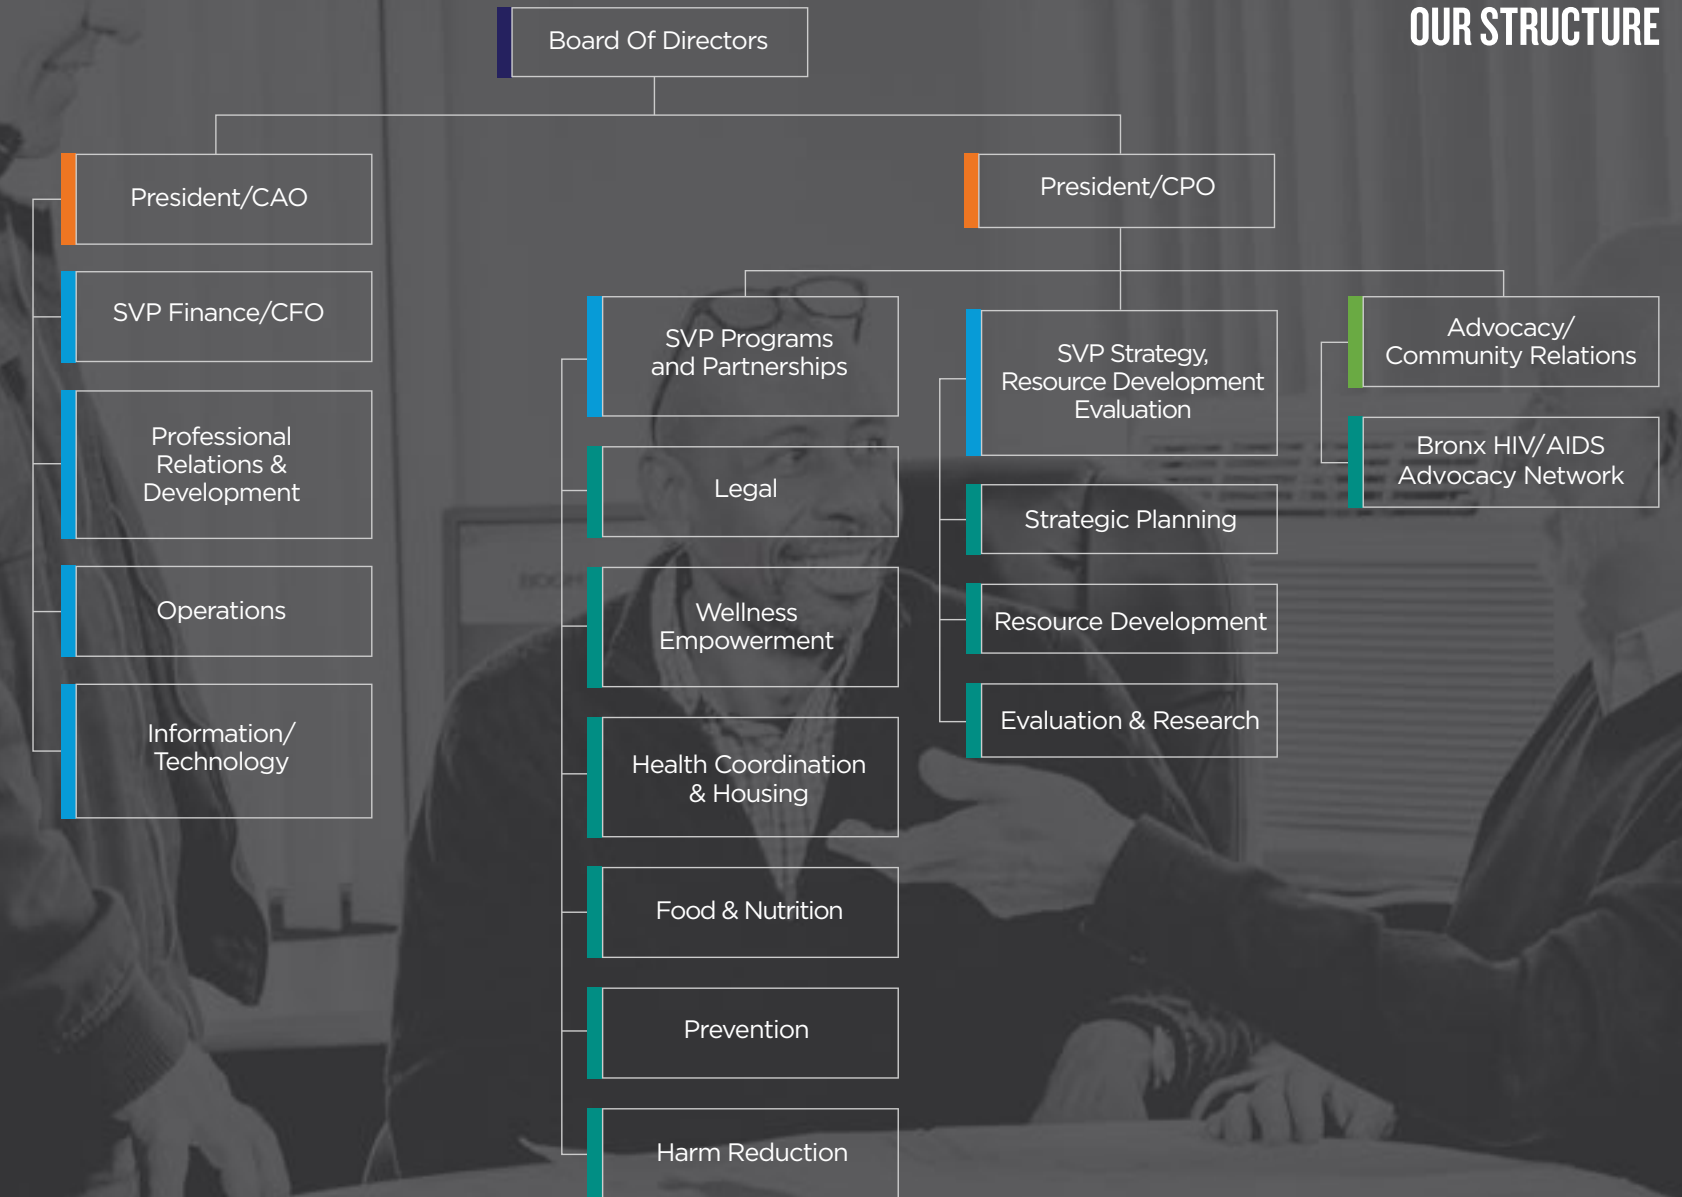 OUR STRUCTURE
Board Of Directors
President/CAO
SVP Finance/CFO
Professional
Relations &
Development
Operations
Information/
Technology
President/CPO
SVP Programs
and Partnerships
Legal
Wellness
Empowerment
Health Coordination
& Housing
Food & Nutrition
Prevention
Harm Reduction
SVP Strategy,
Resource Development
Evaluation
Strategic Planning
Resource Development
Evaluation & Research
Advocacy/
Community Relations
Bronx HIV/AIDS
Advocacy Network